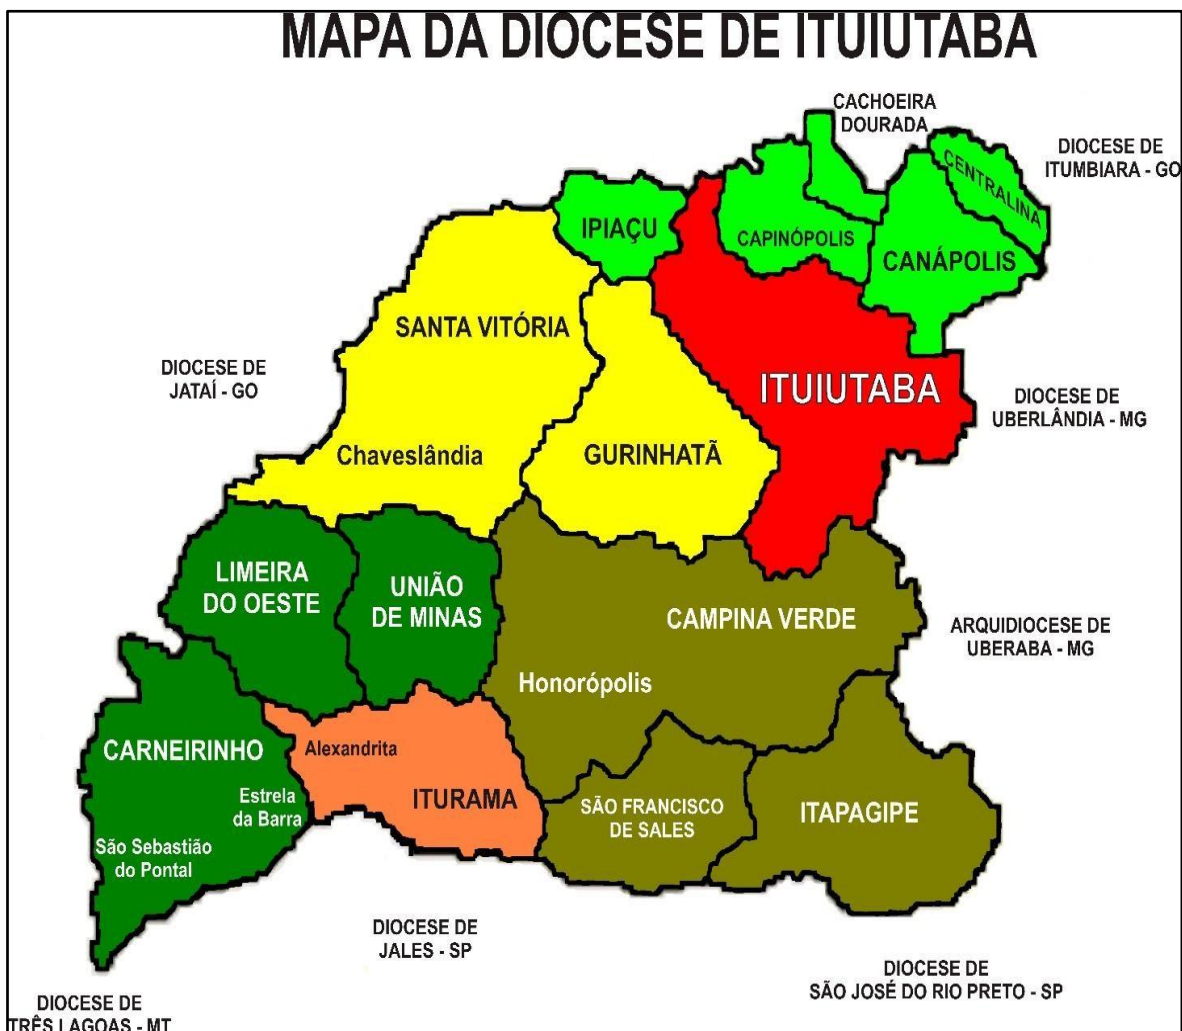 MAPA DA DIOCESE DE ITUIUTABA
CACHOEIRA
DOURADA
DIOCESE DE
ITUMBIARA - GO
CENTRALINA
IPIAÇU
CAPINÓPOLIS
CANÁPOLIS
SANTA VITÓRIA
DIOCESE DE
JATAÍ - GO
ITUIUTABA
DIOCESE DE
UBERLÂNDIA - MG
Chaveslândia
GURINHATÃ
LIMEIRA
DO OESTE
UNIÃO
DE MINAS
CAMPINA VERDE
ARQUIDIOCESE DE
UBERABA - MG
Honorópolis
CARNEIRINHO
Alexandrita
Estrela
da Barra
ITURAMA
SÃO FRANCISCO
DE SALES
ITAPAGIPE
São Sebastião
do Pontal
DIOCESE DE
JALES - SP
DIOCESE DE
SÃO JOSÉ DO RIO PRETO - SP
DIOCESE DE
TRÊS LAGOAS - MT